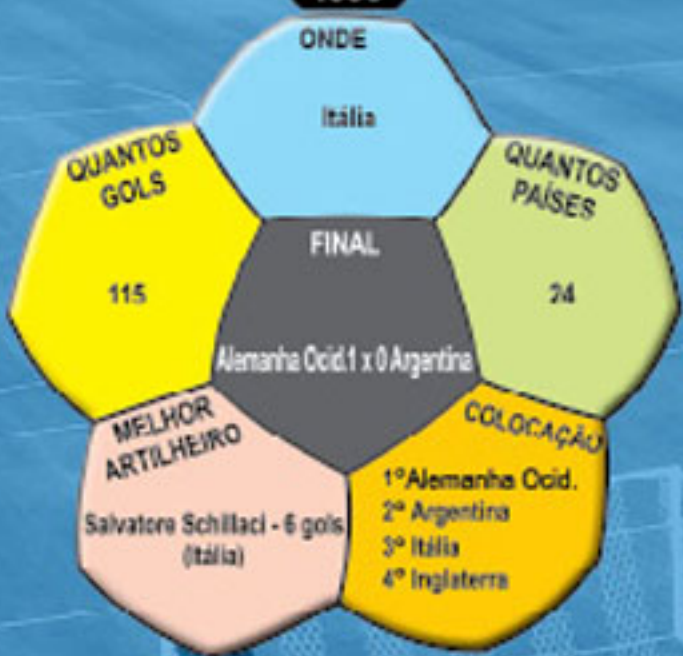 ONDE
Itália
QUANTOS
GOLS
115
QUANTOS
PAÍSES
24
FINAL
Alemanha Ocid.1 x 0 Argentina
MELHOR
ARTILHEIRO
Salvatore Schillaci - 6 gols
(Itália)
COLOCAÇÃO
1º Alemanha Ocid.
2º Argentina
3º Itália
4º Inglaterra